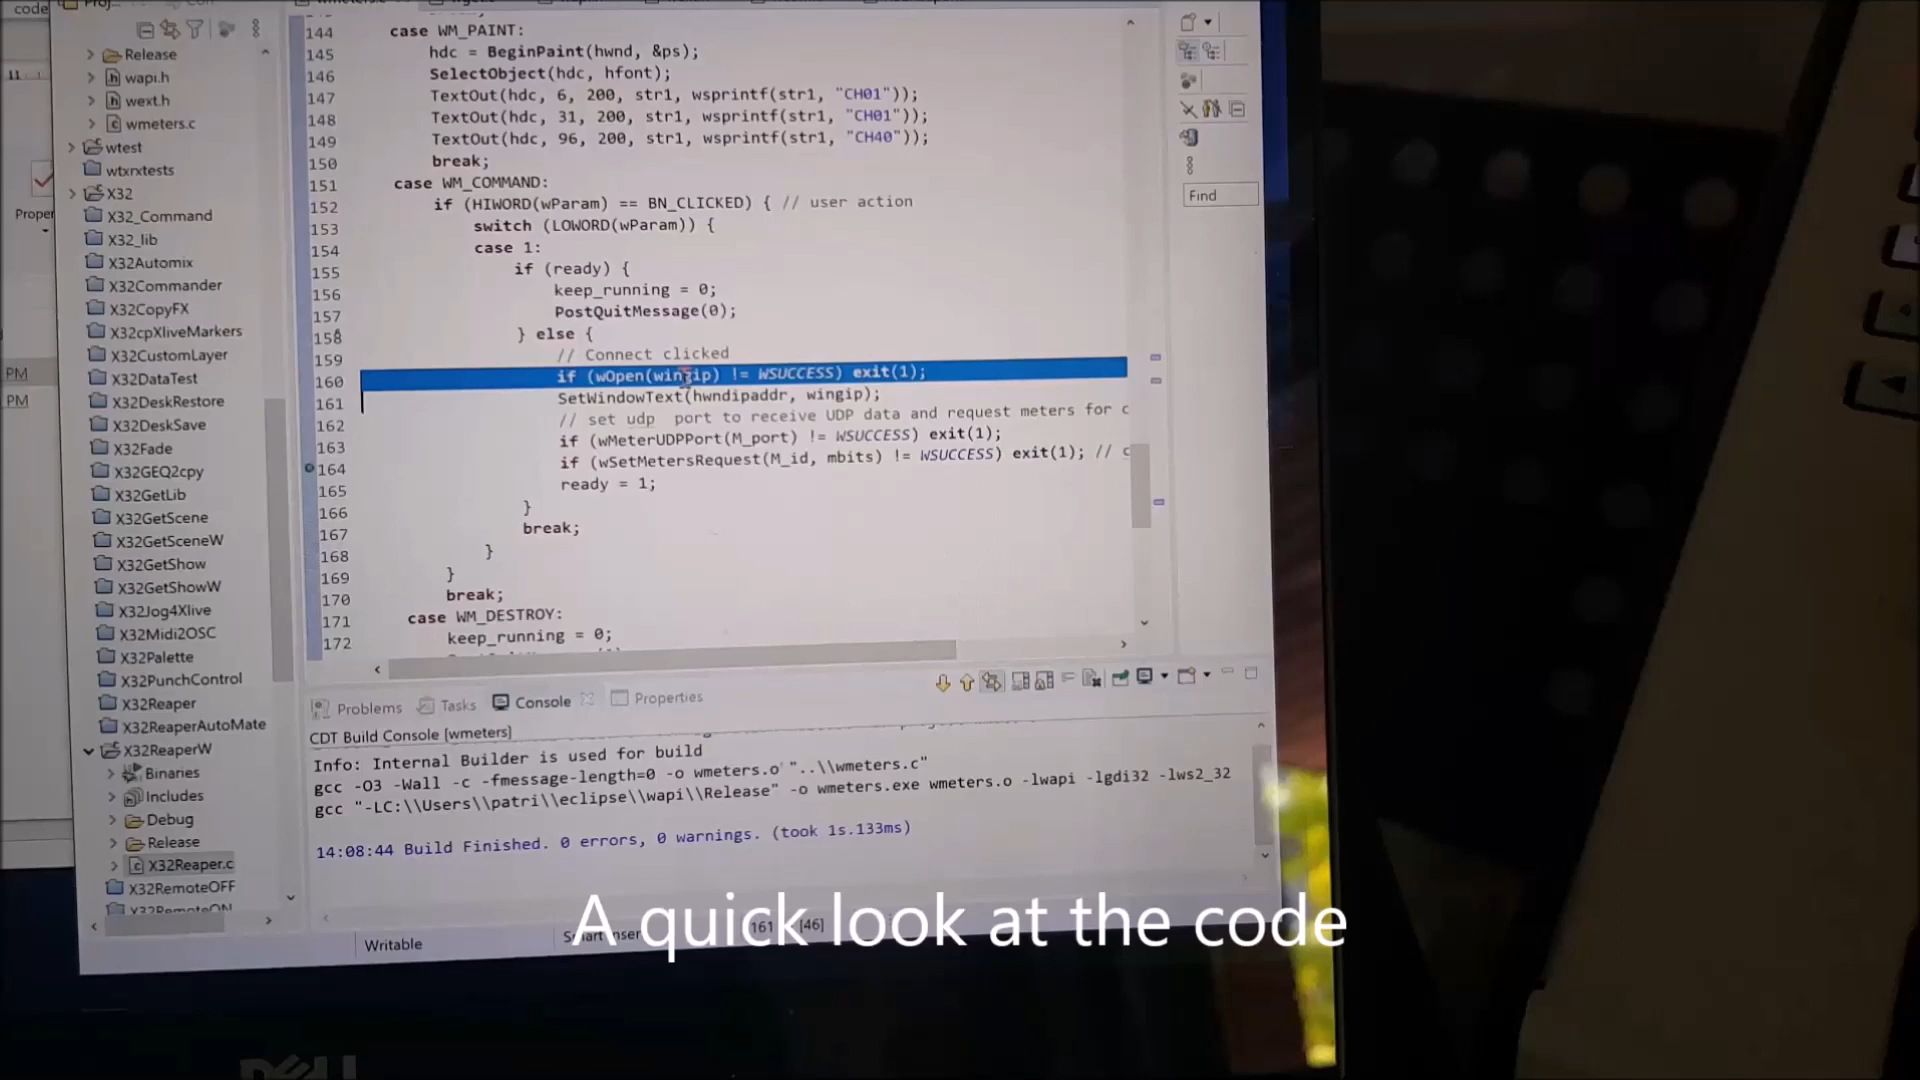 code
11
Proper
PM
PM
Release
wapi.h
wext.h
wmeters.c
wtest
wtxrxtests
X32
X32_Command
X32_lib
X32Automix
X32Commander
X32CopyFX
X32cpXliveMarkers
X32CustomLayer
X32DataTest
X32DeskRestore
X32DeskSave
X32Fade
X32GEQ2cpy
X32GetLib
X32GetScene
X32GetSceneW
X32GetShow
X32GetShowW
X32Jog4Xlive
X32Midi2OSC
X32Palette
X32PunchControl
X32Reaper
X32ReaperAutoMate
X32ReaperW
Binaries
Includes
Debug
Release
X32Reaper.c
X32RemoteOFF
X32RemoteON
144 case WM_PAINT:
145 hdc = BeginPaint(hwnd, &ps);
146 SelectObject(hdc, hfont);
147 TextOut(hdc, 6, 200, str1, wsprintf(str1, "CH01"));
148 TextOut(hdc, 31, 200, str1, wsprintf(str1, "CH01"));
149 TextOut(hdc, 96, 200, str1, wsprintf(str1, "CH40"));
150 break;
151 case WM_COMMAND:
152 if (HIWORD(wParam) == BN_CLICKED) { // user action
153 switch (LOWORD(wParam)) {
154 case 1:
155 if (ready) {
156 keep_running = 0;
157 PostQuitMessage(0);
158 } else {
159 // Connect clicked
160 if (wOpen(wingip) != WSUCCESS) exit(1);
161 SetWindowText(hwndipaddr, wingip);
162 // set udp port to receive UDP data and request meters for c
163 if (wMeterUDPPort(M_port) != WSUCCESS) exit(1);
164 if (wSetMetersRequest(M_id, mbits) != WSUCCESS) exit(1); // c
165 ready = 1;
166 }
167 break;
168 }
169 }
170 break;
171 case WM_DESTROY:
172 keep_running = 0;
Find
Problems Tasks Console Properties
CDT Build Console [wmeters]
Info: Internal Builder is used for build
gcc -O3 -Wall -c -fmessage-length=0 -o wmeters.o "..\\wmeters.c"
gcc "-LC:\\Users\\patri\\eclipse\\wapi\\Release" -o wmeters.exe wmeters.o -lwapi -lgdi32 -lws2_32
14:08:44 Build Finished. 0 errors, 0 warnings. (took 1s.133ms)
Writable
Smart Inser
161
[46]
A quick look at the code
DELL